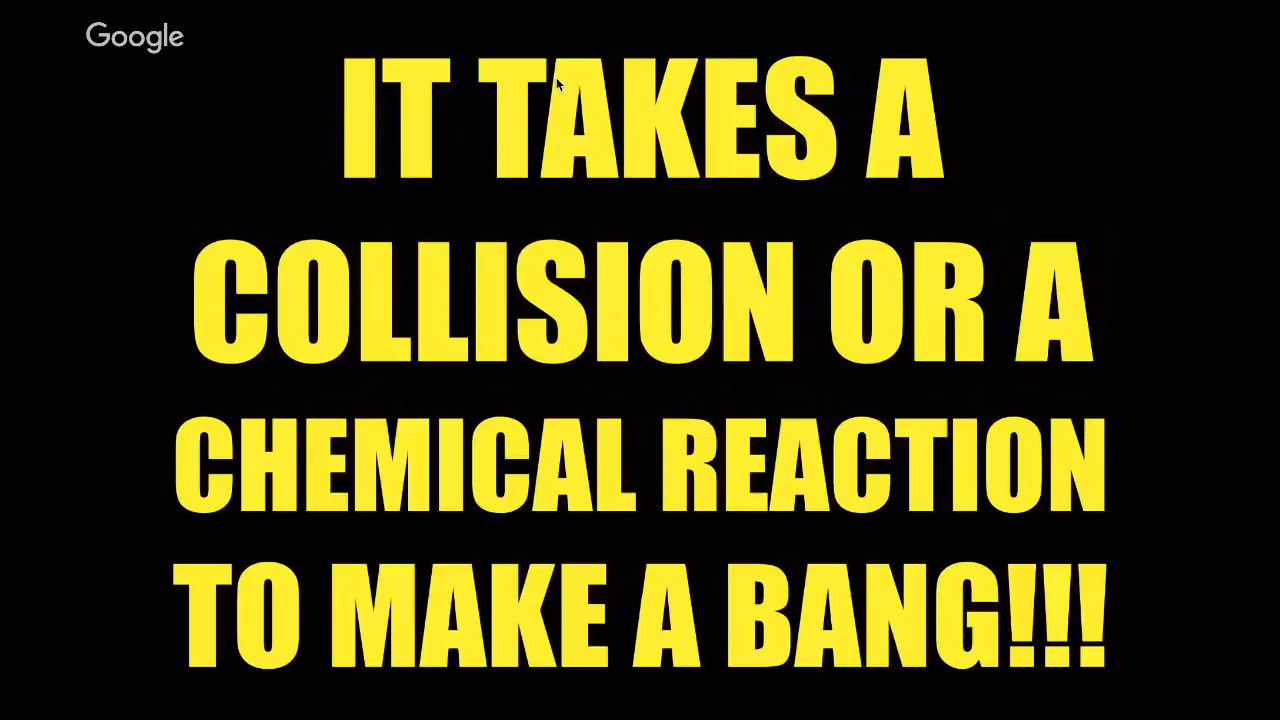 Google
IT TAKES A
COLLISION OR A
CHEMICAL REACTION
TO MAKE A BANG!!!